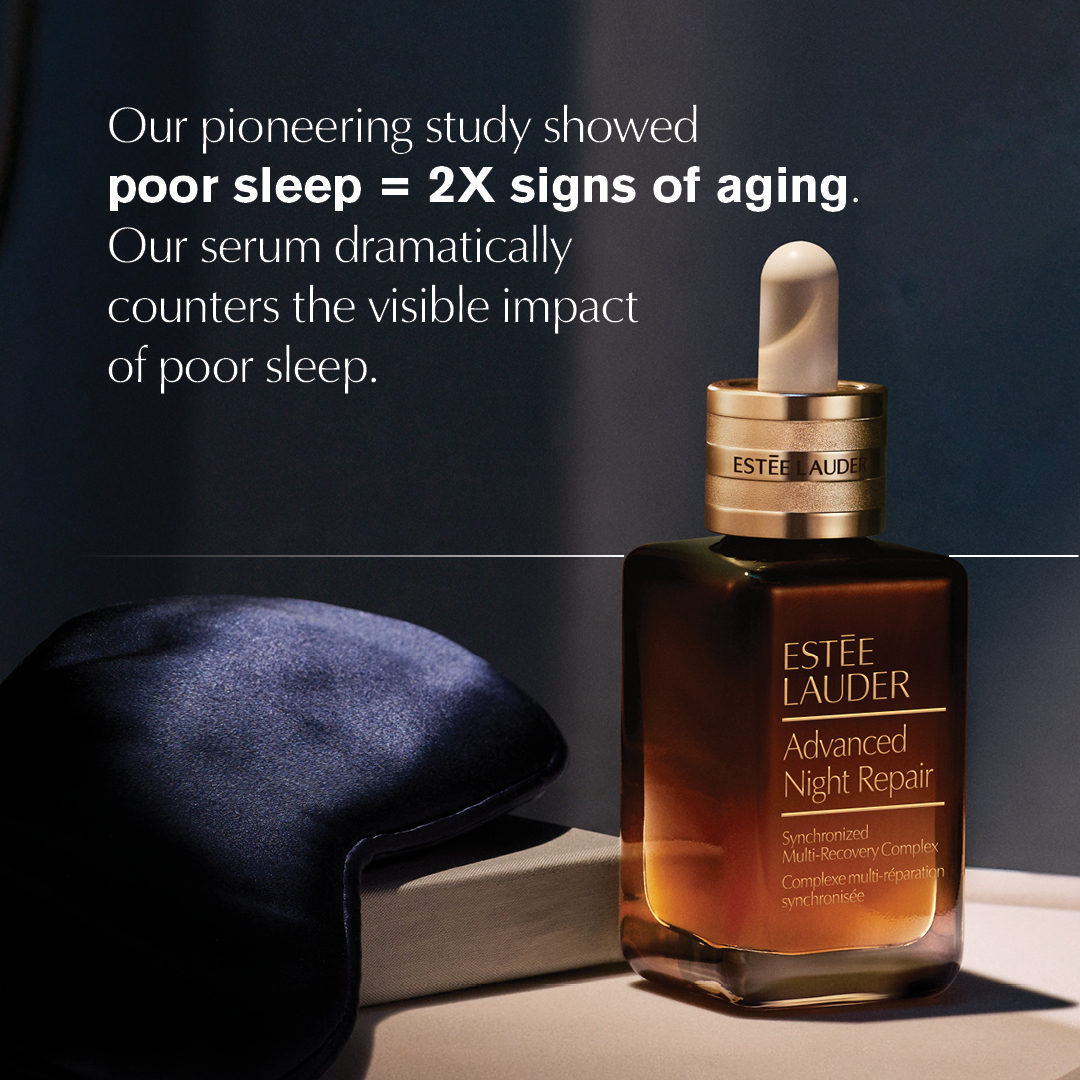 Our pioneering study showed
poor sleep = 2X signs of aging.
Our serum dramatically
counters the visible impact
of poor sleep.
ESTĒE LAUDER
ESTĒE
LAUDER
Advanced
Night Repair
Synchronized
Multi-Recovery Complex
Complexe multi-réparation
synchronisée